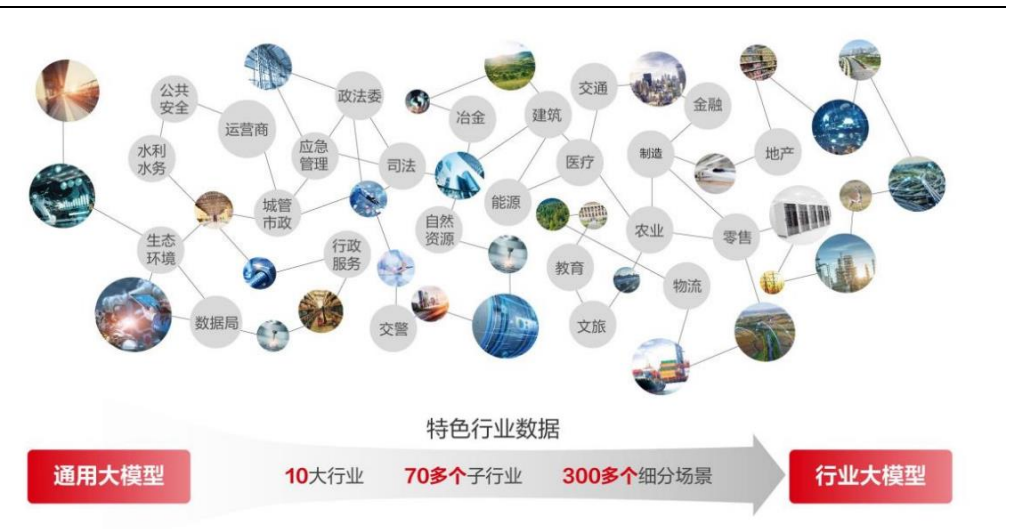 公共
安全
政法委
交通
金融
运营商
冶金
建筑
水利
水务
应急
管理
司法
医疗
制造
地产
能源
城管
市政
自然
资源
农业
零售
生态
环境
行政
服务
教育
物流
数据局
交警
文旅
特色行业数据
通用大模型
10大行业
70多个子行业
300多个细分场景
行业大模型